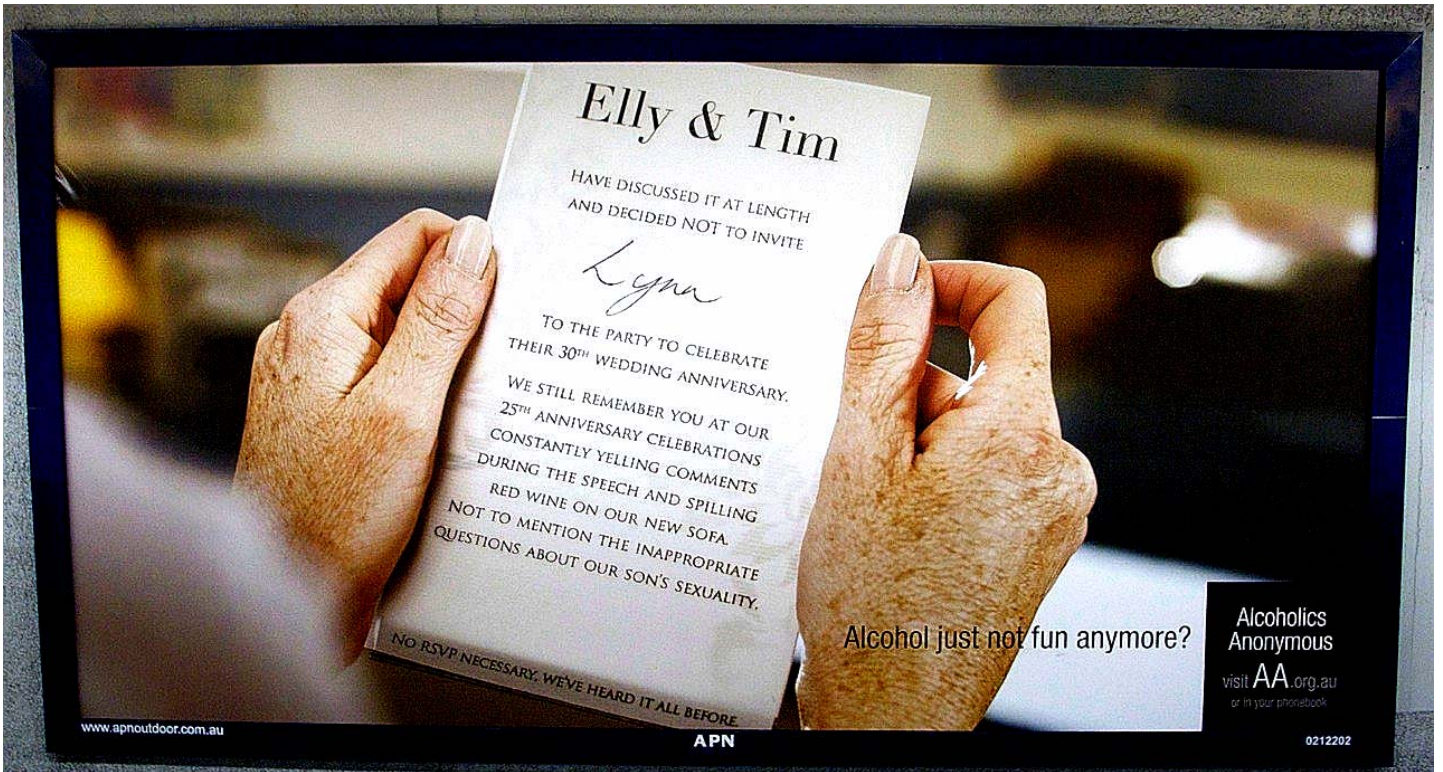 Elly & Tim
HAVE DISCUSSED IT AT LENGTH
AND DECIDED NOT TO INVITE
Lynn
TO THE PARTY TO CELEBRATE
THEIR 30TH WEDDING ANNIVERSARY.
WE STILL REMEMBER YOU AT OUR
25TH ANNIVERSARY CELEBRATIONS
CONSTANTLY YELLING COMMENTS
DURING THE SPEECH AND SPILLING
RED WINE ON OUR NEW SOFA.
NOT TO MENTION THE INAPPROPRIATE
QUESTIONS ABOUT OUR SON'S SEXUALITY.
NO RSVP NECESSARY, WE'VE HEARD IT ALL BEFORE.
Alcohol just not fun anymore?
Alcoholics
Anonymous
visit AA.org.au
or in your phonebook
www.apnoutdoor.com.au
APN
0212202